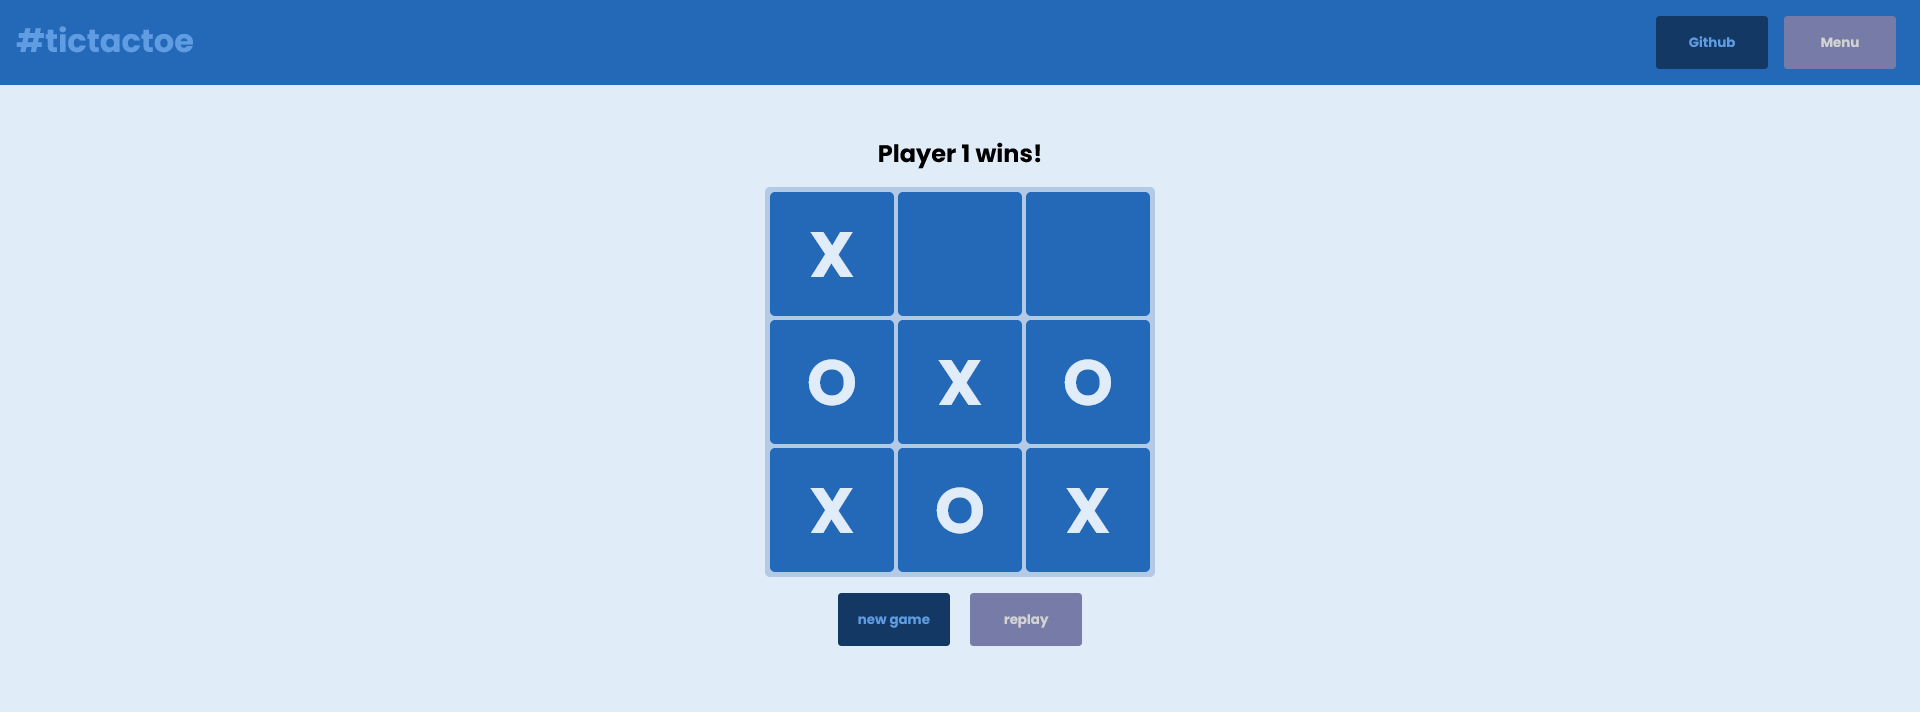 #tictactoe
Github Menu
Player 1 wins!
X
O X O
X O X
new game replay